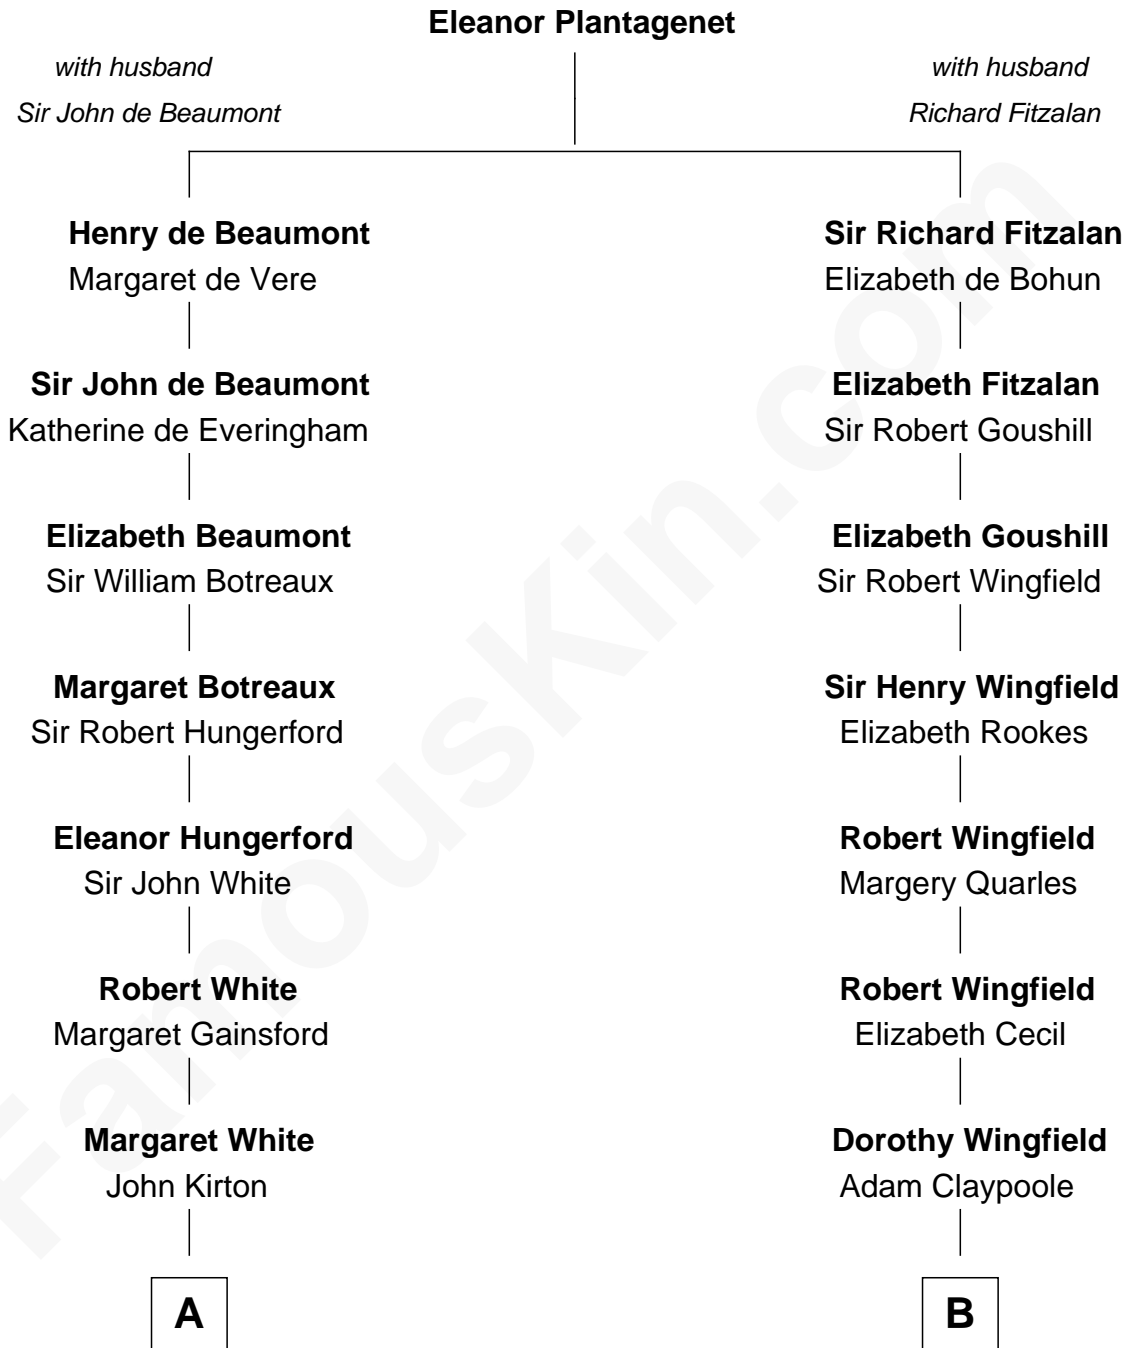 Eleanor Plantagenet
with husband
Sir John de Beaumont
with husband
Richard Fitzalan
Henry de Beaumont
Margaret de Vere
Sir Richard Fitzalan
Elizabeth de Bohun
Sir John de Beaumont
Katherine de Everingham
Elizabeth Fitzalan
Sir Robert Goushill
Elizabeth Beaumont
Sir William Botreaux
Elizabeth Goushill
Sir Robert Wingfield
Margaret Botreaux
Sir Robert Hungerford
Sir Henry Wingfield
Elizabeth Rookes
Eleanor Hungerford
Sir John White
Robert Wingfield
Margery Quarles
Robert White
Margaret Gainsford
Robert Wingfield
Elizabeth Cecil
Margaret White
John Kirton
Dorothy Wingfield
Adam Claypoole
A
B
FamousKin.com